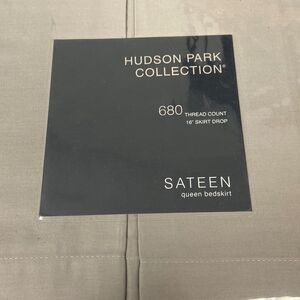 HUDSON PARK
COLLECTION®
680 THREAD COUNT
16" SKIRT DROP
SATEEN
queen bedskirt